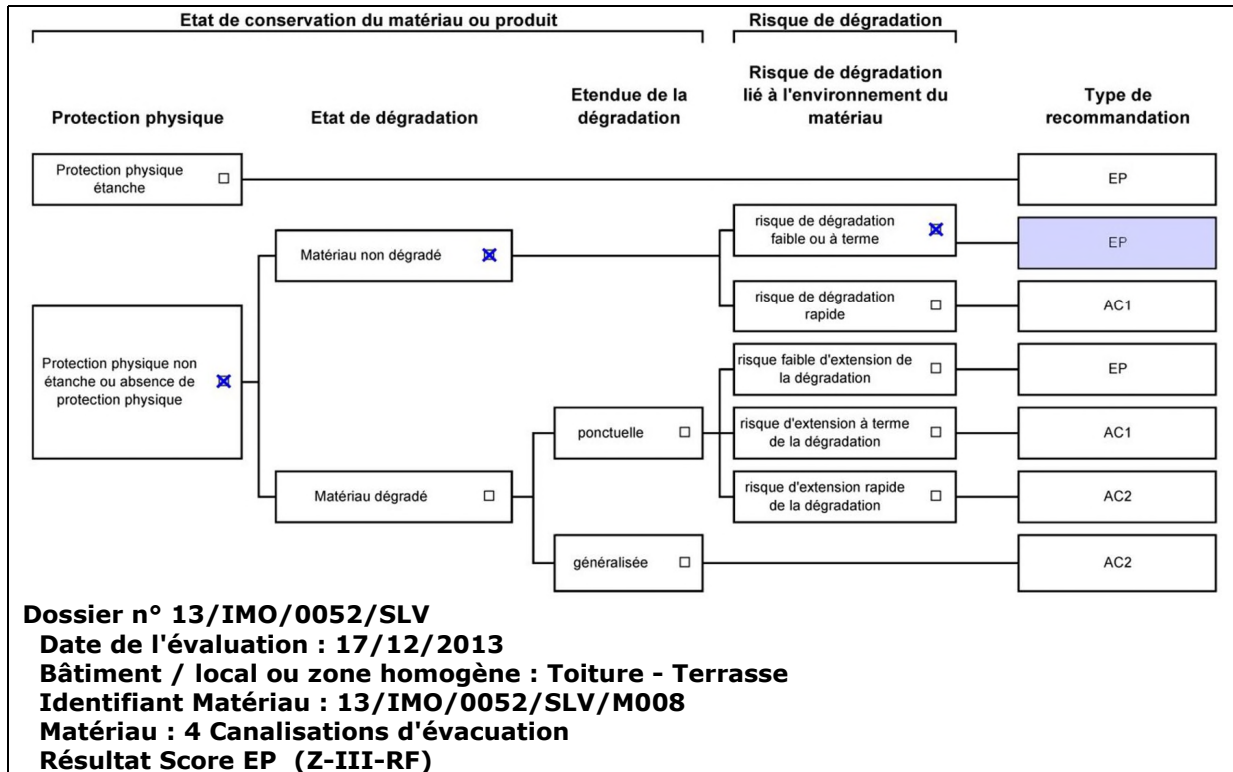 Etat de conservation du matériau ou produit
Risque de dégradation
Protection physique
Etat de dégradation
Etendue de la
dégradation
Risque de dégradation
lié à l'environnement du
matériau
Type de
recommandation
Protection physique
étanche
EP
Protection physique non
étanche ou absence de
protection physique
Matériau non dégradé
risque de dégradation
faible ou à terme
EP
risque de dégradation
rapide
AC1
Matériau dégradé
ponctuelle
risque faible d'extension de
la dégradation
EP
risque d'extension à terme
de la dégradation
AC1
risque d'extension rapide
de la dégradation
AC2
généralisée
AC2
Dossier n° 13/IMO/0052/SLV
Date de l'évaluation : 17/12/2013
Bâtiment / local ou zone homogène : Toiture - Terrasse
Identifiant Matériau : 13/IMO/0052/SLV/M008
Matériau : 4 Canalisations d'évacuation
Résultat Score EP (Z-III-RF)